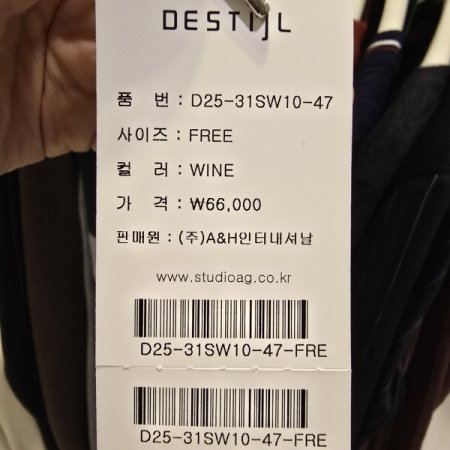 DESTIJL
품 번 : D25-31SW10-47
사이즈 : FREE
컬 러 : WINE
가 격 : ₩66,000
판매원 : (주)A&H인터내셔날
www.studioag.co.kr
D25-31SW10-47-FRE
D25-31SW10-47-FRE